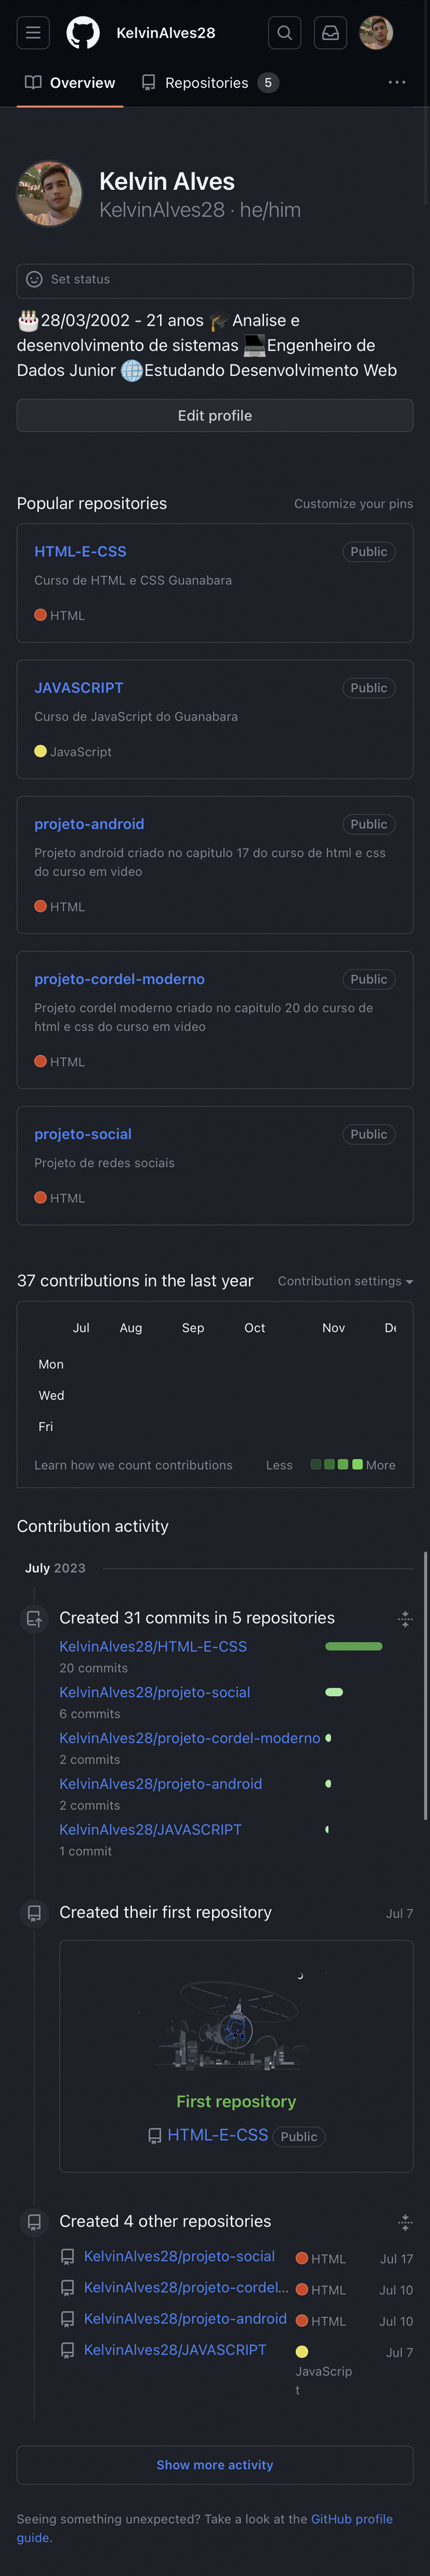 KelvinAlves28
Overview
Repositories 5
Kelvin Alves
KelvinAlves28 · he/him
Set status
🎂28/03/2002 - 21 anos 🎓Analise e
desenvolvimento de sistemas 💻Engenheiro de
Dados Junior 🌐Estudando Desenvolvimento Web
Edit profile
Popular repositories Customize your pins
HTML-E-CSS Public
Curso de HTML e CSS Guanabara
HTML
JAVASCRIPT Public
Curso de JavaScript do Guanabara
JavaScript
projeto-android Public
Projeto android criado no capitulo 17 do curso de html e css
do curso em video
HTML
projeto-cordel-moderno Public
Projeto cordel moderno criado no capitulo 20 do curso de
html e css do curso em video
HTML
projeto-social Public
Projeto de redes sociais
HTML
37 contributions in the last year Contribution settings
Jul Aug Sep Oct Nov De
Mon
Wed
Fri
Learn how we count contributions Less More
Contribution activity
July 2023
Created 31 commits in 5 repositories
KelvinAlves28/HTML-E-CSS
20 commits
KelvinAlves28/projeto-social
6 commits
KelvinAlves28/projeto-cordel-moderno
2 commits
KelvinAlves28/projeto-android
2 commits
KelvinAlves28/JAVASCRIPT
1 commit
Created their first repository Jul 7
First repository
HTML-E-CSS Public
Created 4 other repositories
KelvinAlves28/projeto-social HTML Jul 17
KelvinAlves28/projeto-cordel... HTML Jul 10
KelvinAlves28/projeto-android HTML Jul 10
KelvinAlves28/JAVASCRIPT Jul 7
JavaScrip
t
Show more activity
Seeing something unexpected? Take a look at the GitHub profile
guide.